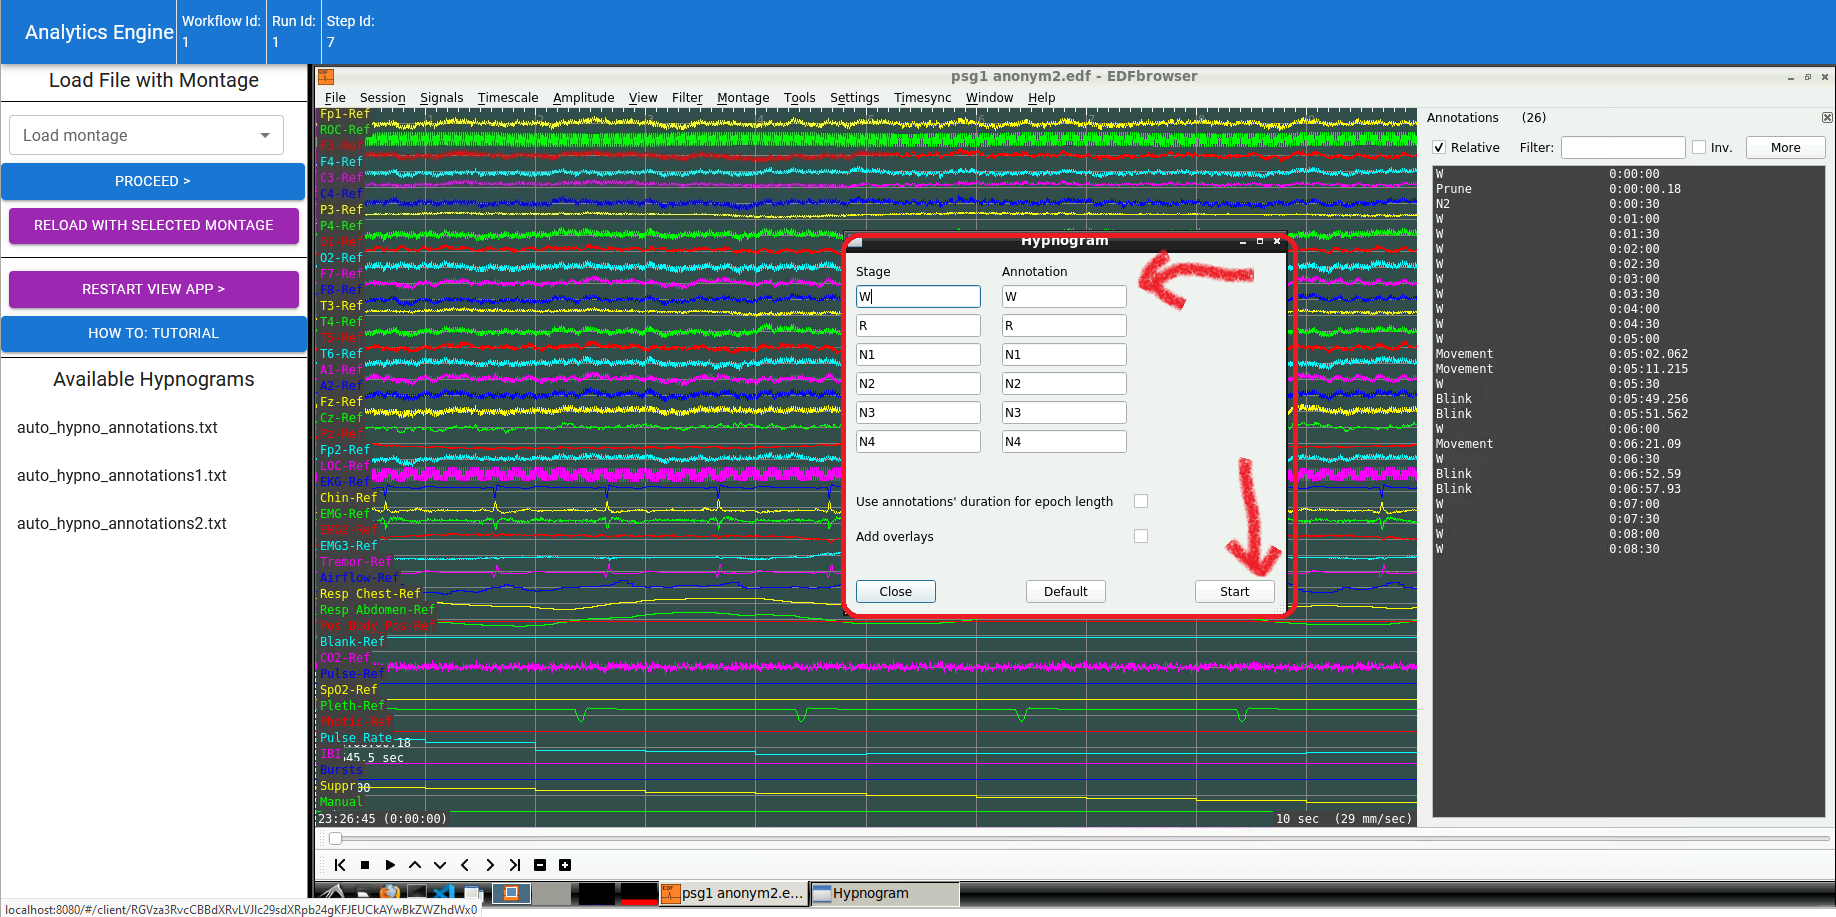 Analytics Engine
Workflow Id:
1
Run Id:
1
Step Id:
7
Load File with Montage
Load montage
PROCEED >
RELOAD WITH SELECTED MONTAGE
RESTART VIEW APP >
HOW TO: TUTORIAL
Available Hypnograms
auto_hypno_annotations.txt
auto_hypno_annotations1.txt
auto_hypno_annotations2.txt
psg1 anonym2.edf - EDFbrowser
File Session Signals Timescale Amplitude View Filter Montage Tools Settings Timesync Window Help
Fp1-Ref
ROC-Ref
F3-Ref
F4-Ref
C3-Ref
C4-Ref
P3-Ref
P4-Ref
O1-Ref
O2-Ref
F7-Ref
F8-Ref
T3-Ref
T4-Ref
T5-Ref
T6-Ref
A1-Ref
A2-Ref
Fz-Ref
Cz-Ref
Pz-Ref
Fp2-Ref
LOC-Ref
EKG-Ref
Chin-Ref
EMG-Ref
EMG2-Ref
EMG3-Ref
Tremor-Ref
Airflow-Ref
Resp Chest-Ref
Resp Abdomen-Ref
Pos Body Pos-Ref
Blank-Ref
CO2-Ref
Pulse-Ref
SpO2-Ref
Pleth-Ref
Photic-Ref
Pulse Rate
IBI
45.5 sec
Bursts
Suppr
Manual
23:26:45 (0:00:00)
10 sec (29 mm/sec)
Hypnogram
Stage Annotation
W W
R R
N1 N1
N2 N2
N3 N3
N4 N4
Use annotations' duration for epoch length
Add overlays
Close Default Start
Annotations (26)
Relative Filter: Inv. More
W 0:00:00
Prune 0:00:00.18
N2 0:00:30
W 0:01:00
W 0:01:30
W 0:02:00
W 0:02:30
W 0:03:00
W 0:03:30
W 0:04:00
W 0:04:30
W 0:05:00
Movement 0:05:02.062
Movement 0:05:11.215
W 0:05:30
Blink 0:05:49.256
Blink 0:05:51.562
W 0:06:00
Movement 0:06:21.09
W 0:06:30
Blink 0:06:52.59
Blink 0:06:57.93
W 0:07:00
W 0:07:30
W 0:08:00
W 0:08:30
psg1 anonym2.e...
Hypnogram